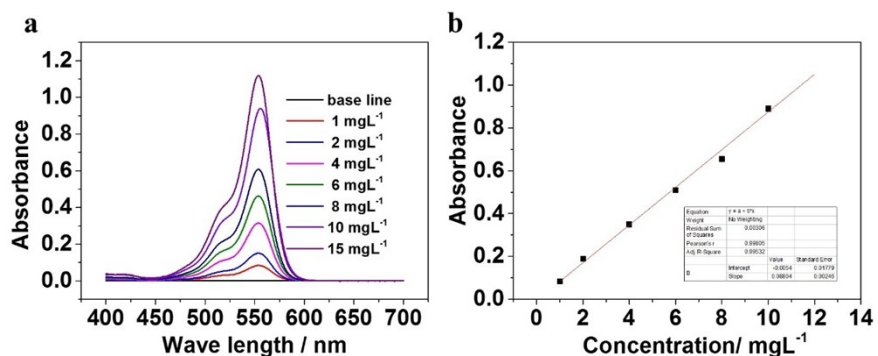 a
1.2
1.0
0.8
0.6
0.4
0.2
0.0
Absorbance
400 450 500 550 600 650 700
Wave length / nm
base line
1 mgL⁻¹
2 mgL⁻¹
4 mgL⁻¹
6 mgL⁻¹
8 mgL⁻¹
10 mgL⁻¹
15 mgL⁻¹
b
1.2
1.0
0.8
0.6
0.4
0.2
0.0
Absorbance
0 2 4 6 8 10 12 14
Concentration/ mgL⁻¹
Equation y = a + b*x
Weight No Weighting
Residual Sum of Squares 0.00306
Pearson's r 0.99805
Adj. R-Square 0.99532
Value Standard Error
B Intercept -0.0054 0.01779
Slope 0.08804